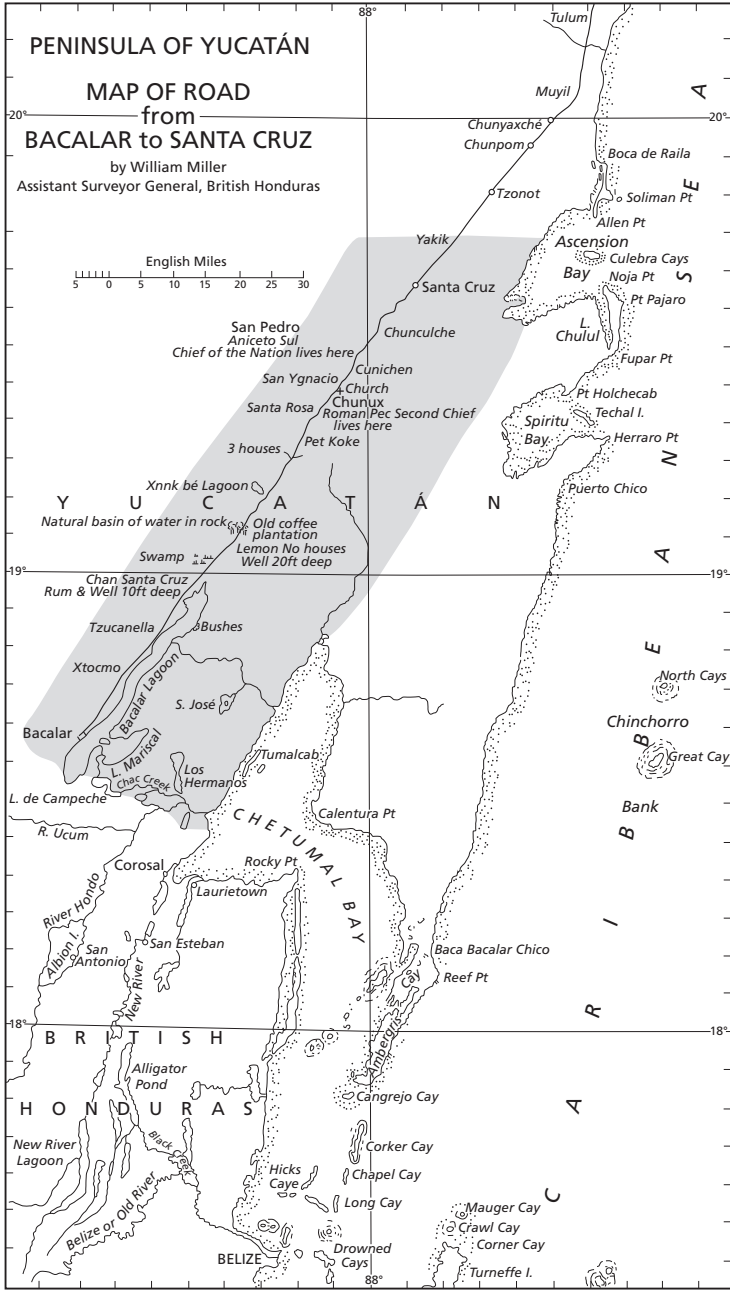 88°
Tulum
PENINSULA OF YUCATÁN
MAP OF ROAD
from
BACALAR to SANTA CRUZ
by William Miller
Assistant Surveyor General, British Honduras
English Miles
5 0 5 10 15 20 25 30
20°
20°
Muyil
Chunyaxché
Chunpom
Tzonot
Boca de Raila
Soliman Pt
Allen Pt
Yakik
Ascension
Bay
Culebra Cays
Noja Pt
Pt Pajaro
Santa Cruz
L.
Chulul
Fupar Pt
San Pedro
Aniceto Sul
Chief of the Nation lives here
Chunculche
Cunichen
San Ygnacio
Church
Chunux
Santa Rosa
Roman Pec Second Chief
lives here
Pt Holchecab
Techal I.
Spiritu
Bay
Herraro Pt
3 houses
Pet Koke
Xnnk bé Lagoon
Puerto Chico
YUCATÁN
Natural basin of water in rock
Old coffee
plantation
Lemon No houses
Well 20ft deep
Swamp
19°
19°
Chan Santa Cruz
Rum & Well 10ft deep
Tzucanella
Bushes
Xtocmo
Bacalar Lagoon
S. José
North Cays
Bacalar
L. Mariscal
Chinchorro
Great Cay
Bank
Tumalcab
Los
Hermanos
Chac Creek
L. de Campeche
R. Ucum
CHETUMAL BAY
Calentura Pt
Corosal
Rocky Pt
Laurietown
River Hondo
Albion I.
San
Antonio
San Esteban
New River
Baca Bacalar Chico
Reef Pt
Ambergris Cay
18°
18°
BRITISH
HONDURAS
Alligator
Pond
Cangrejo Cay
New River
Lagoon
Black Creek
Corker Cay
Hicks
Caye
Chapel Cay
Long Cay
Belize or Old River
Mauger Cay
Crawl Cay
Corner Cay
BELIZE
Drowned
Cays
Turneffe I.
88°
CARIBBEAN SEA